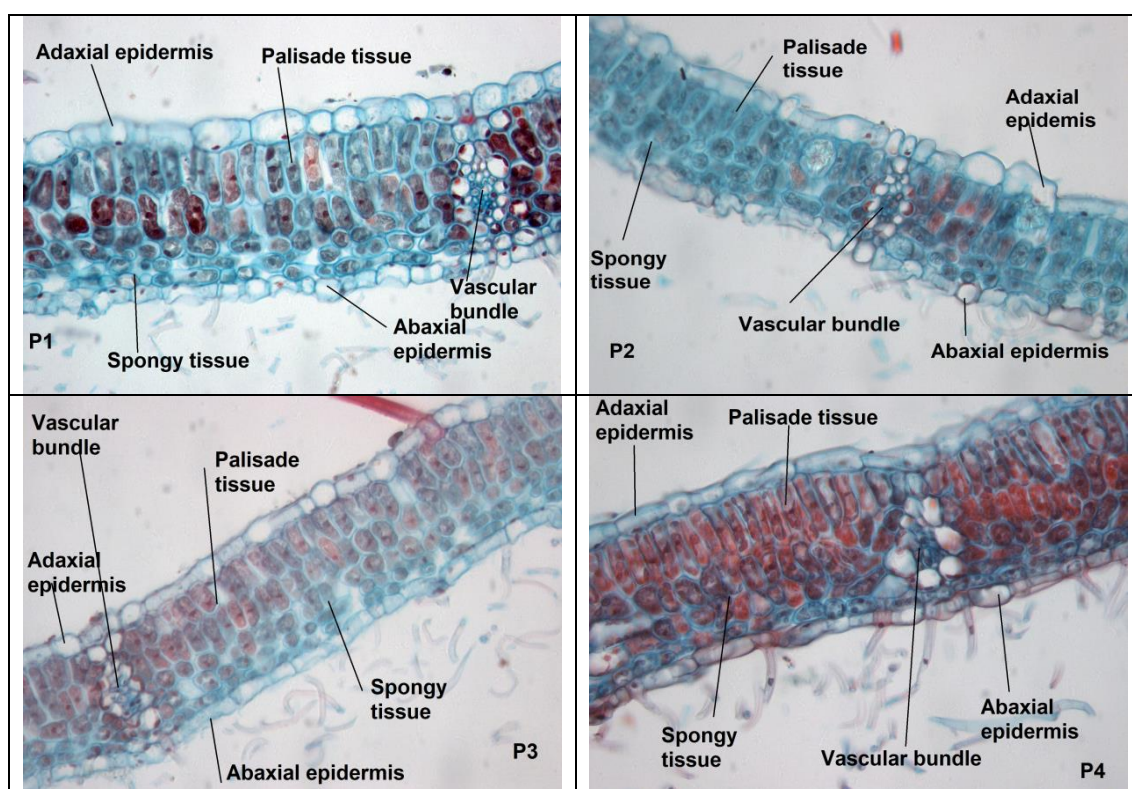 Adaxial epidermis
Palisade tissue
Vascular
bundle
Abaxial
epidermis
P1
Spongy tissue
Palisade
tissue
Adaxial
epidemis
Spongy
tissue
Vascular bundle
P2
Abaxial epidermis
Vascular
bundle
Palisade
tissue
Adaxial
epidermis
Spongy
tissue
P3
Abaxial epidermis
Adaxial
epidermis
Palisade tissue
Abaxial
epidermis
Spongy
tissue
Vascular bundle
P4